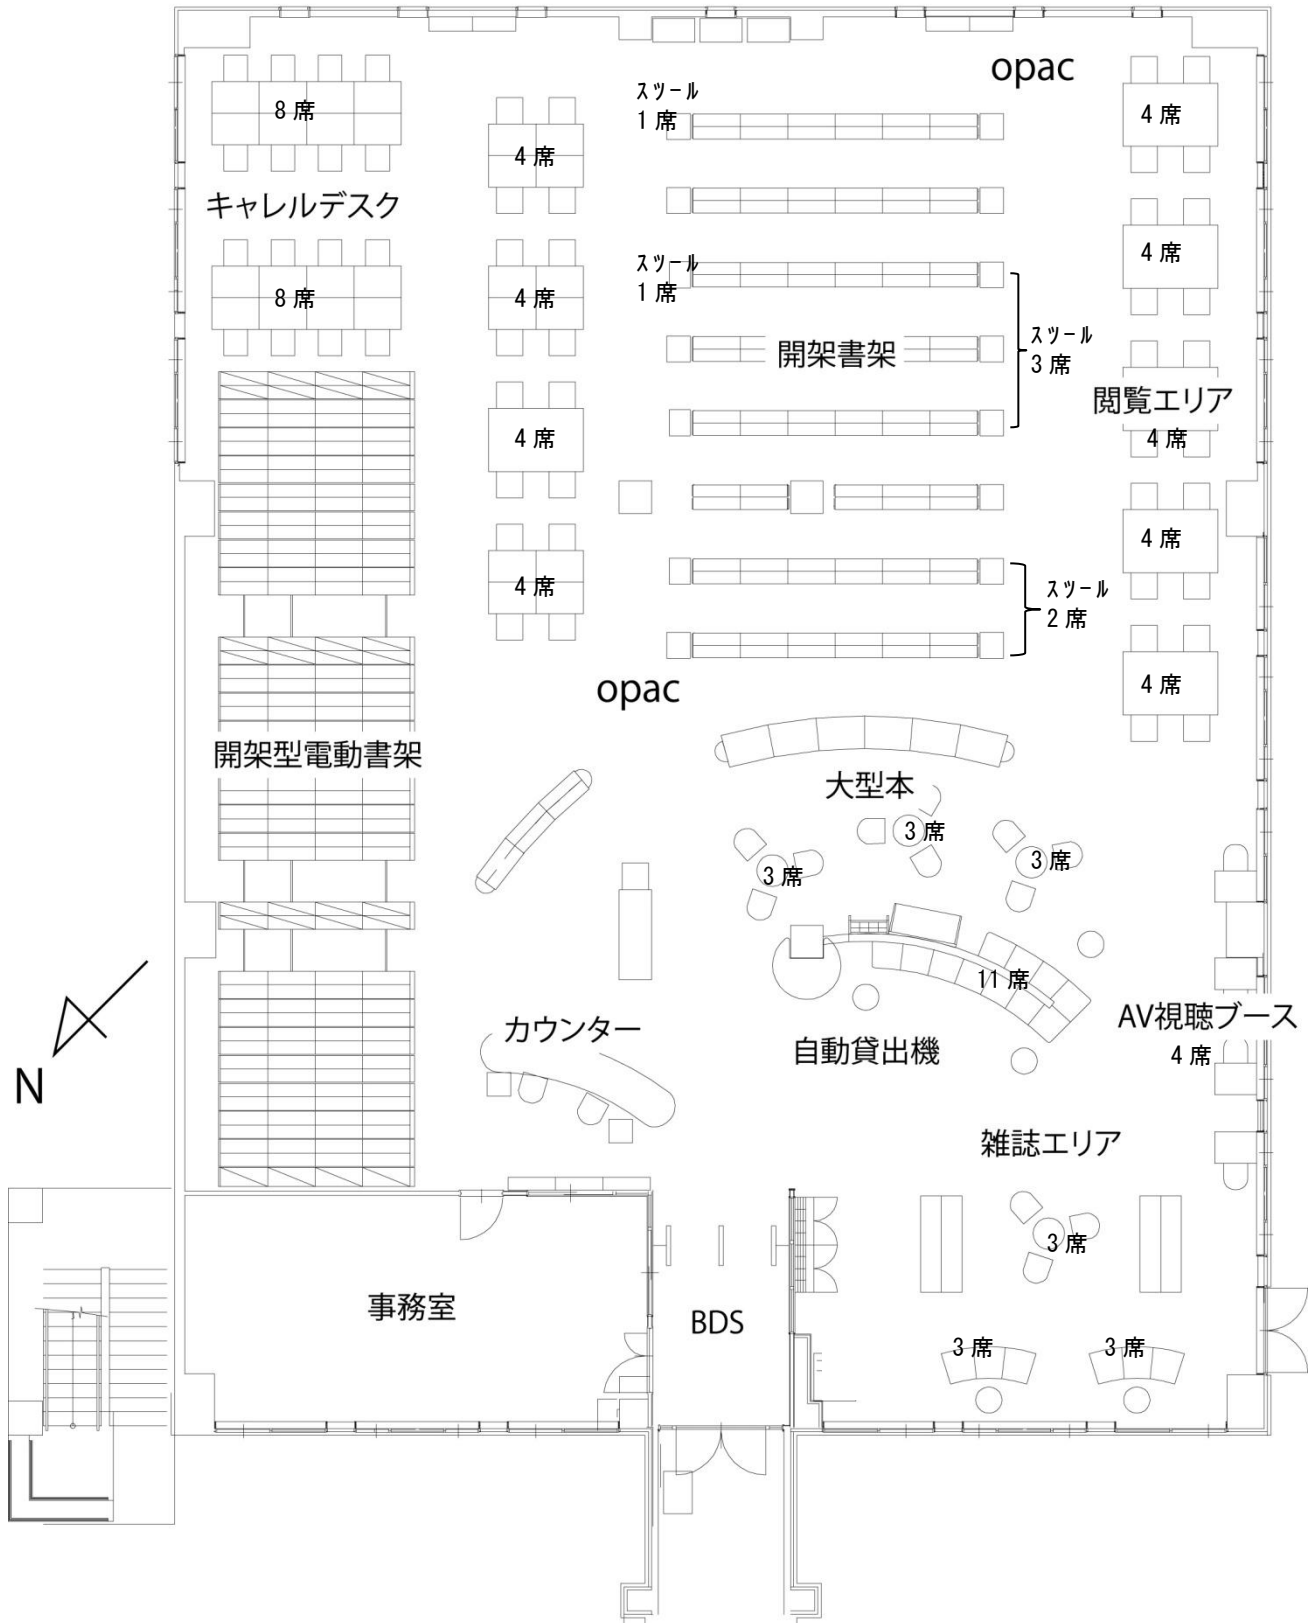 opac
スツール
1 席
8 席
4 席
4 席
キャレルデスク
スツール
1 席
8 席
4 席
4 席
開架書架
スツール
3 席
閲覧エリア
4 席
4 席
4 席
4 席
スツール
2 席
opac
4 席
開架型電動書架
大型本
3 席
3 席
3 席
11 席
カウンター
自動貸出機
AV視聴ブース
4 席
N
雑誌エリア
3 席
事務室
BDS
3 席
3 席